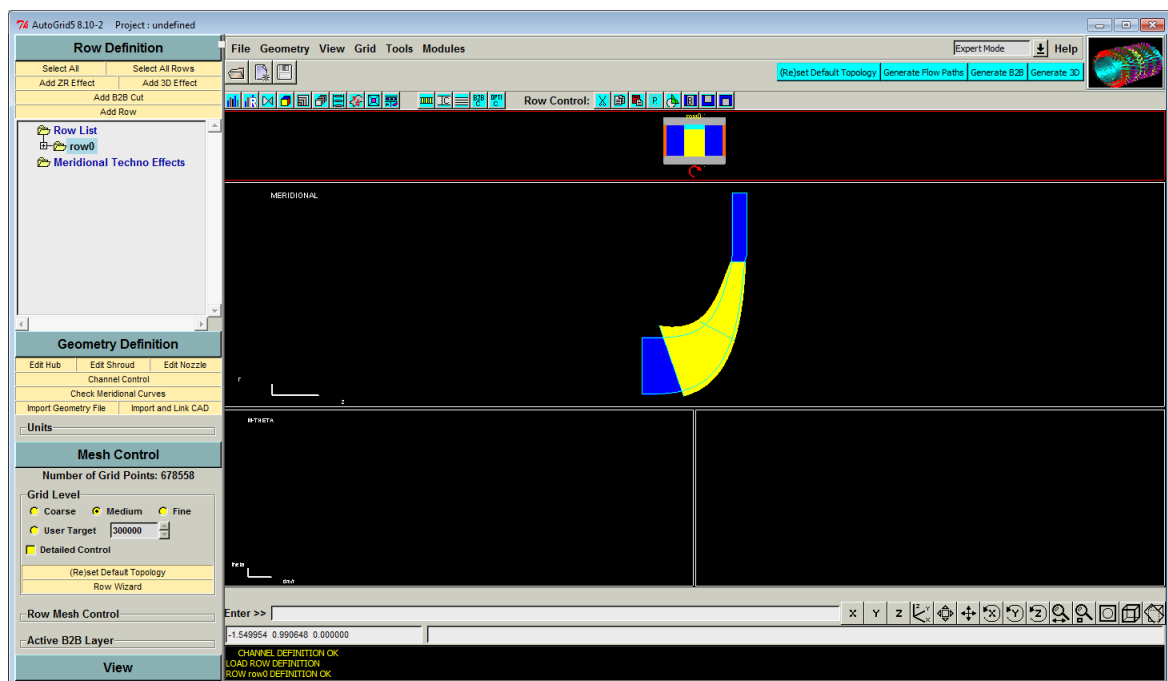 AutoGrid5 8.10-2 Project : undefined
Row Definition
File Geometry View Grid Tools Modules
Expert Mode
Help
Select All
Select All Rows
Add ZR Effect
Add 3D Effect
Add B2B Cut
Add Row
(Re)set Default Topology
Generate Flow Paths
Generate B2B
Generate 3D
Row Control:
Row List
row0
Meridional Techno Effects
row0
MERIDIONAL
r
z
Geometry Definition
Edit Hub
Edit Shroud
Edit Nozzle
Channel Control
Check Meridional Curves
Import Geometry File
Import and Link CAD
Units
Mesh Control
Number of Grid Points: 678558
Grid Level
Coarse
Medium
Fine
User Target
300000
Detailed Control
(Re)set Default Topology
Row Wizard
Row Mesh Control
Active B2B Layer
View
M-THETA
theta
dm/r
Enter >>
X Y Z
-1.549954 0.990648 0.000000
CHANNEL DEFINITION OK
LOAD ROW DEFINITION
ROW row0 DEFINITION OK